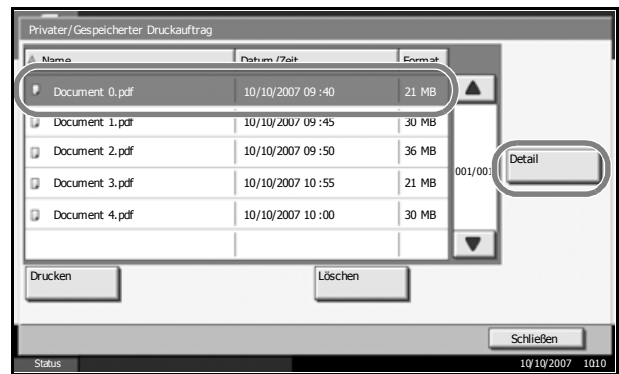 Privater/Gespeicherter Druckauftrag
Name Datum/Zeit Format
Document 0.pdf 10/10/2007 09:40 21 MB
Document 1.pdf 10/10/2007 09:45 30 MB
Document 2.pdf 10/10/2007 09:50 36 MB
Document 3.pdf 10/10/2007 10:55 21 MB
Document 4.pdf 10/10/2007 10:00 30 MB
001/001
Detail
Drucken Löschen
Schließen
Status 10/10/2007 10:10